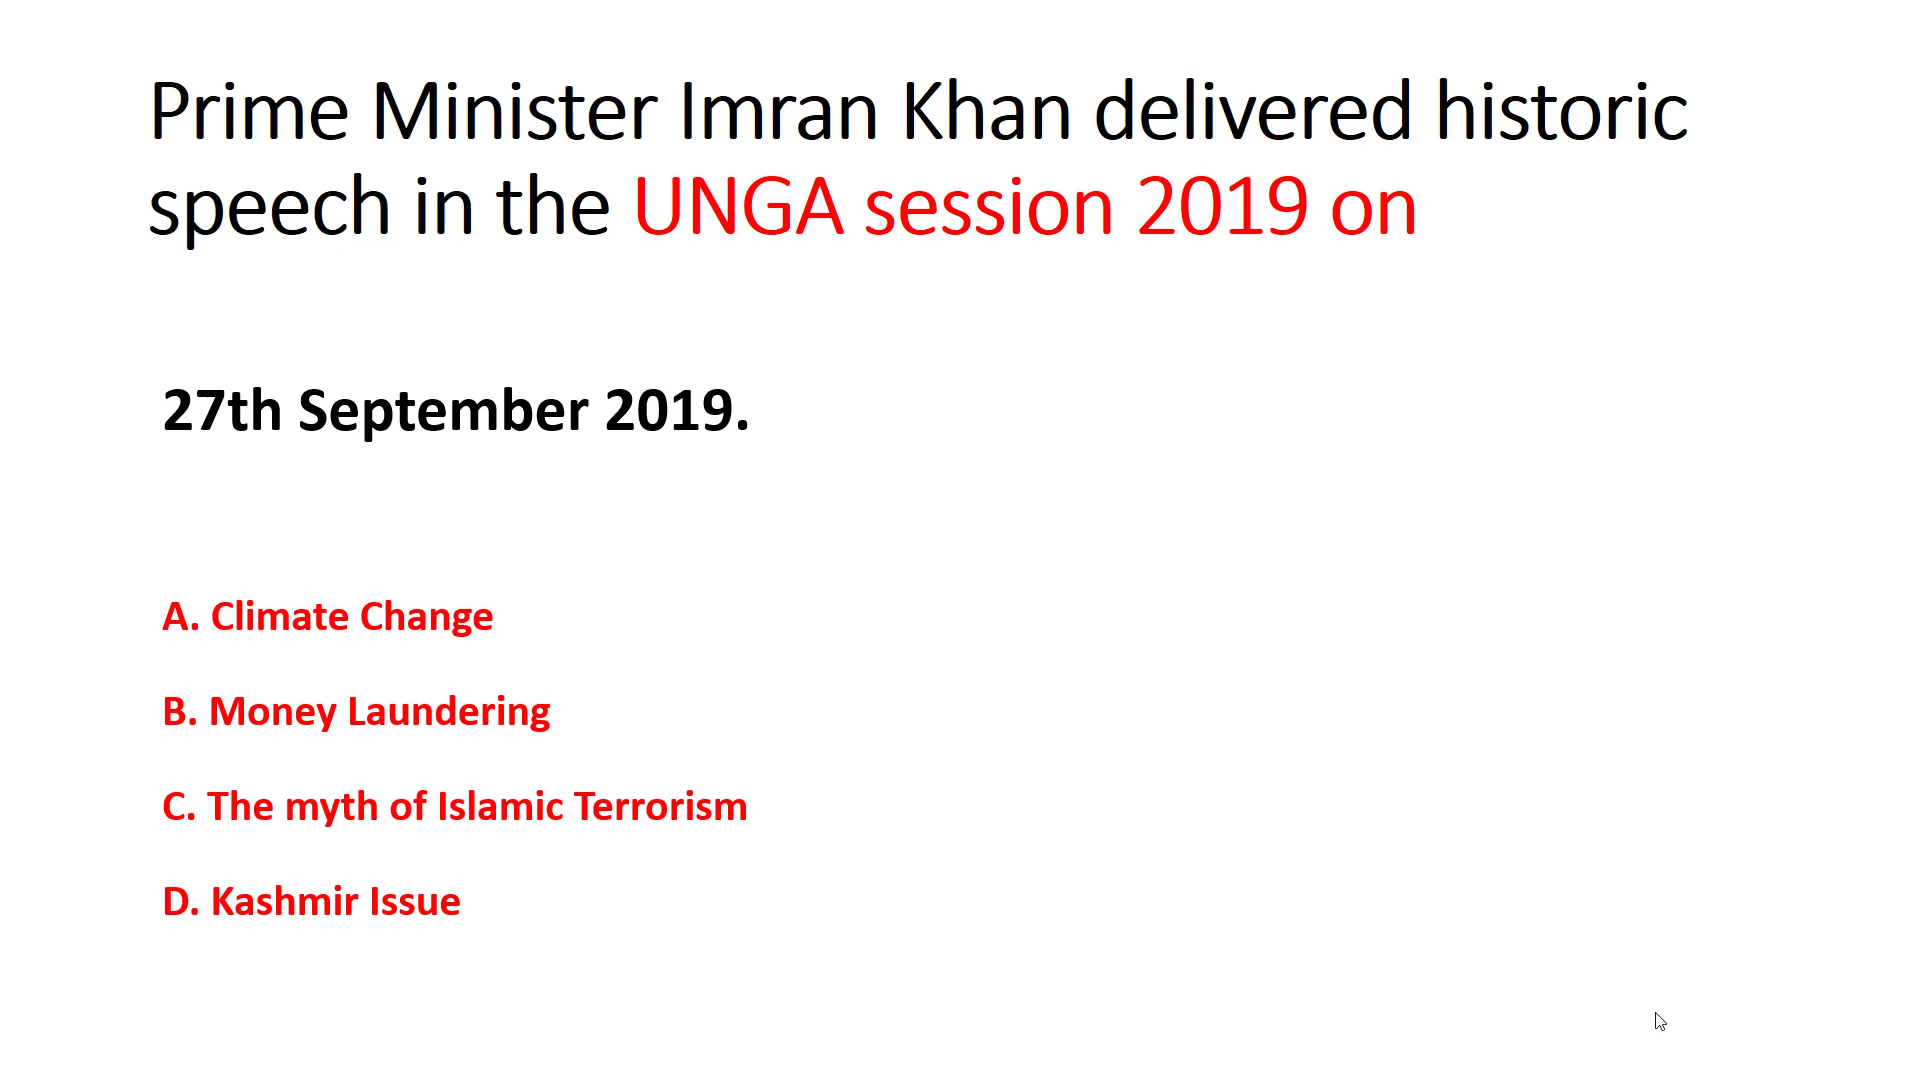 Prime Minister Imran Khan delivered historic
speech in the UNGA session 2019 on
27th September 2019.
A. Climate Change
B. Money Laundering
C. The myth of Islamic Terrorism
D. Kashmir Issue